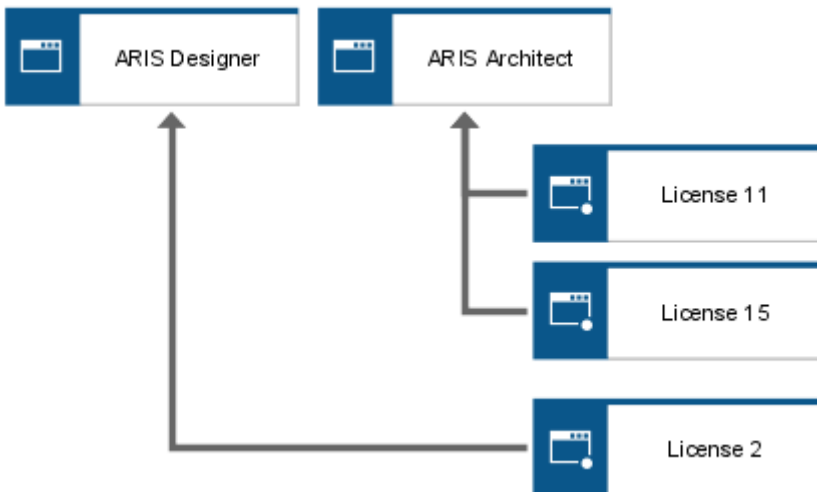 ARIS Designer
ARIS Architect
License 11
License 15
License 2